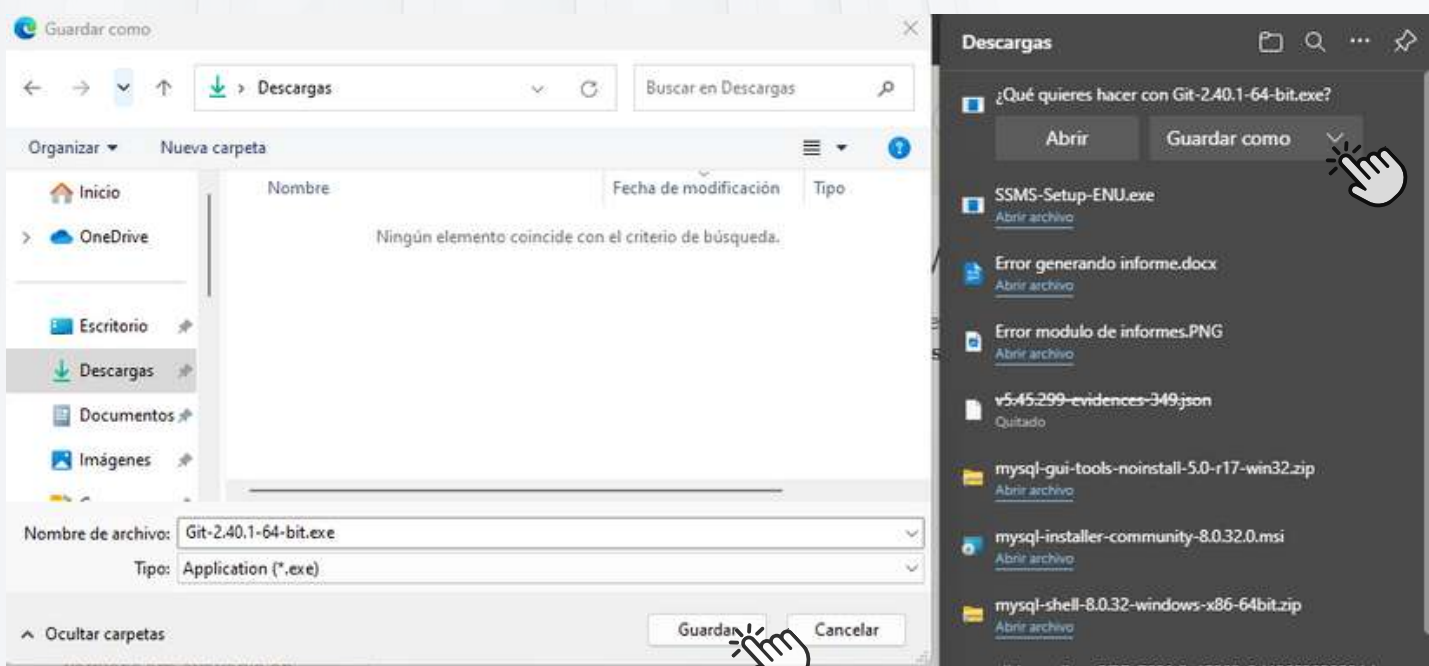 Guardar como
Descargas
Buscar en Descargas
Organizar
Nueva carpeta
Inicio
OneDrive
Escritorio
Descargas
Documentos
Imágenes
Nombre
Fecha de modificación
Tipo
Ningún elemento coincide con el criterio de búsqueda.
Nombre de archivo: Git-2.40.1-64-bit.exe
Tipo: Application (*.exe)
Ocultar carpetas
Guardar
Cancelar
Descargas
¿Qué quieres hacer con Git-2.40.1-64-bit.exe?
Abrir
Guardar como
SSMS-Setup-ENU.exe
Abrir archivo
Error generando informe.docx
Abrir archivo
Error modulo de informes.PNG
Abrir archivo
v5.45.299-evidences-349.json
Quitado
mysql-gui-tools-noinstall-5.0-r17-win32.zip
Abrir archivo
mysql-installer-community-8.0.32.0.msi
Abrir archivo
mysql-shell-8.0.32-windows-x86-64bit.zip
Abrir archivo